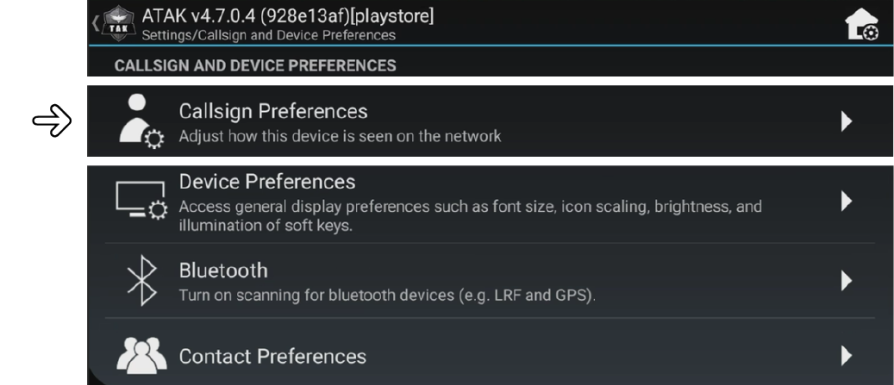 ATAK v4.7.0.4 (928e13af)[playstore]
TAK
Settings/Callsign and Device Preferences
CALLSIGN AND DEVICE PREFERENCES
Callsign Preferences
Adjust how this device is seen on the network
Device Preferences
Access general display preferences such as font size, icon scaling, brightness, and
illumination of soft keys.
Bluetooth
Turn on scanning for bluetooth devices (e.g. LRF and GPS).
Contact Preferences